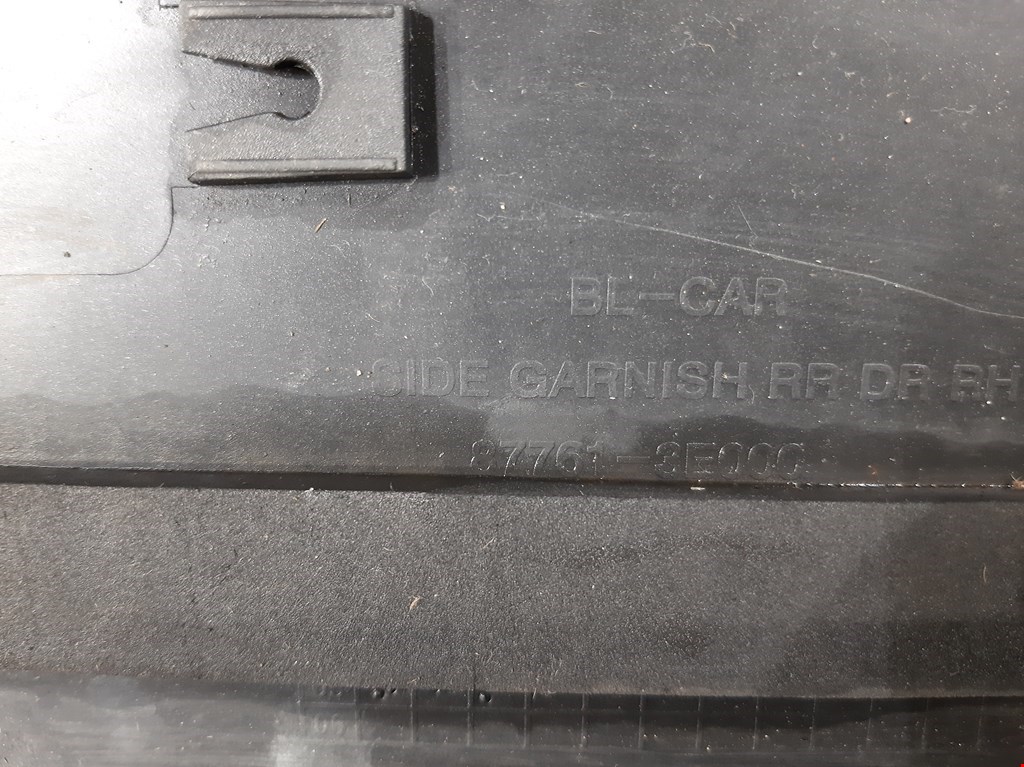 BL-CAR
SIDE GARNISH RR DR RH
87761-3E000